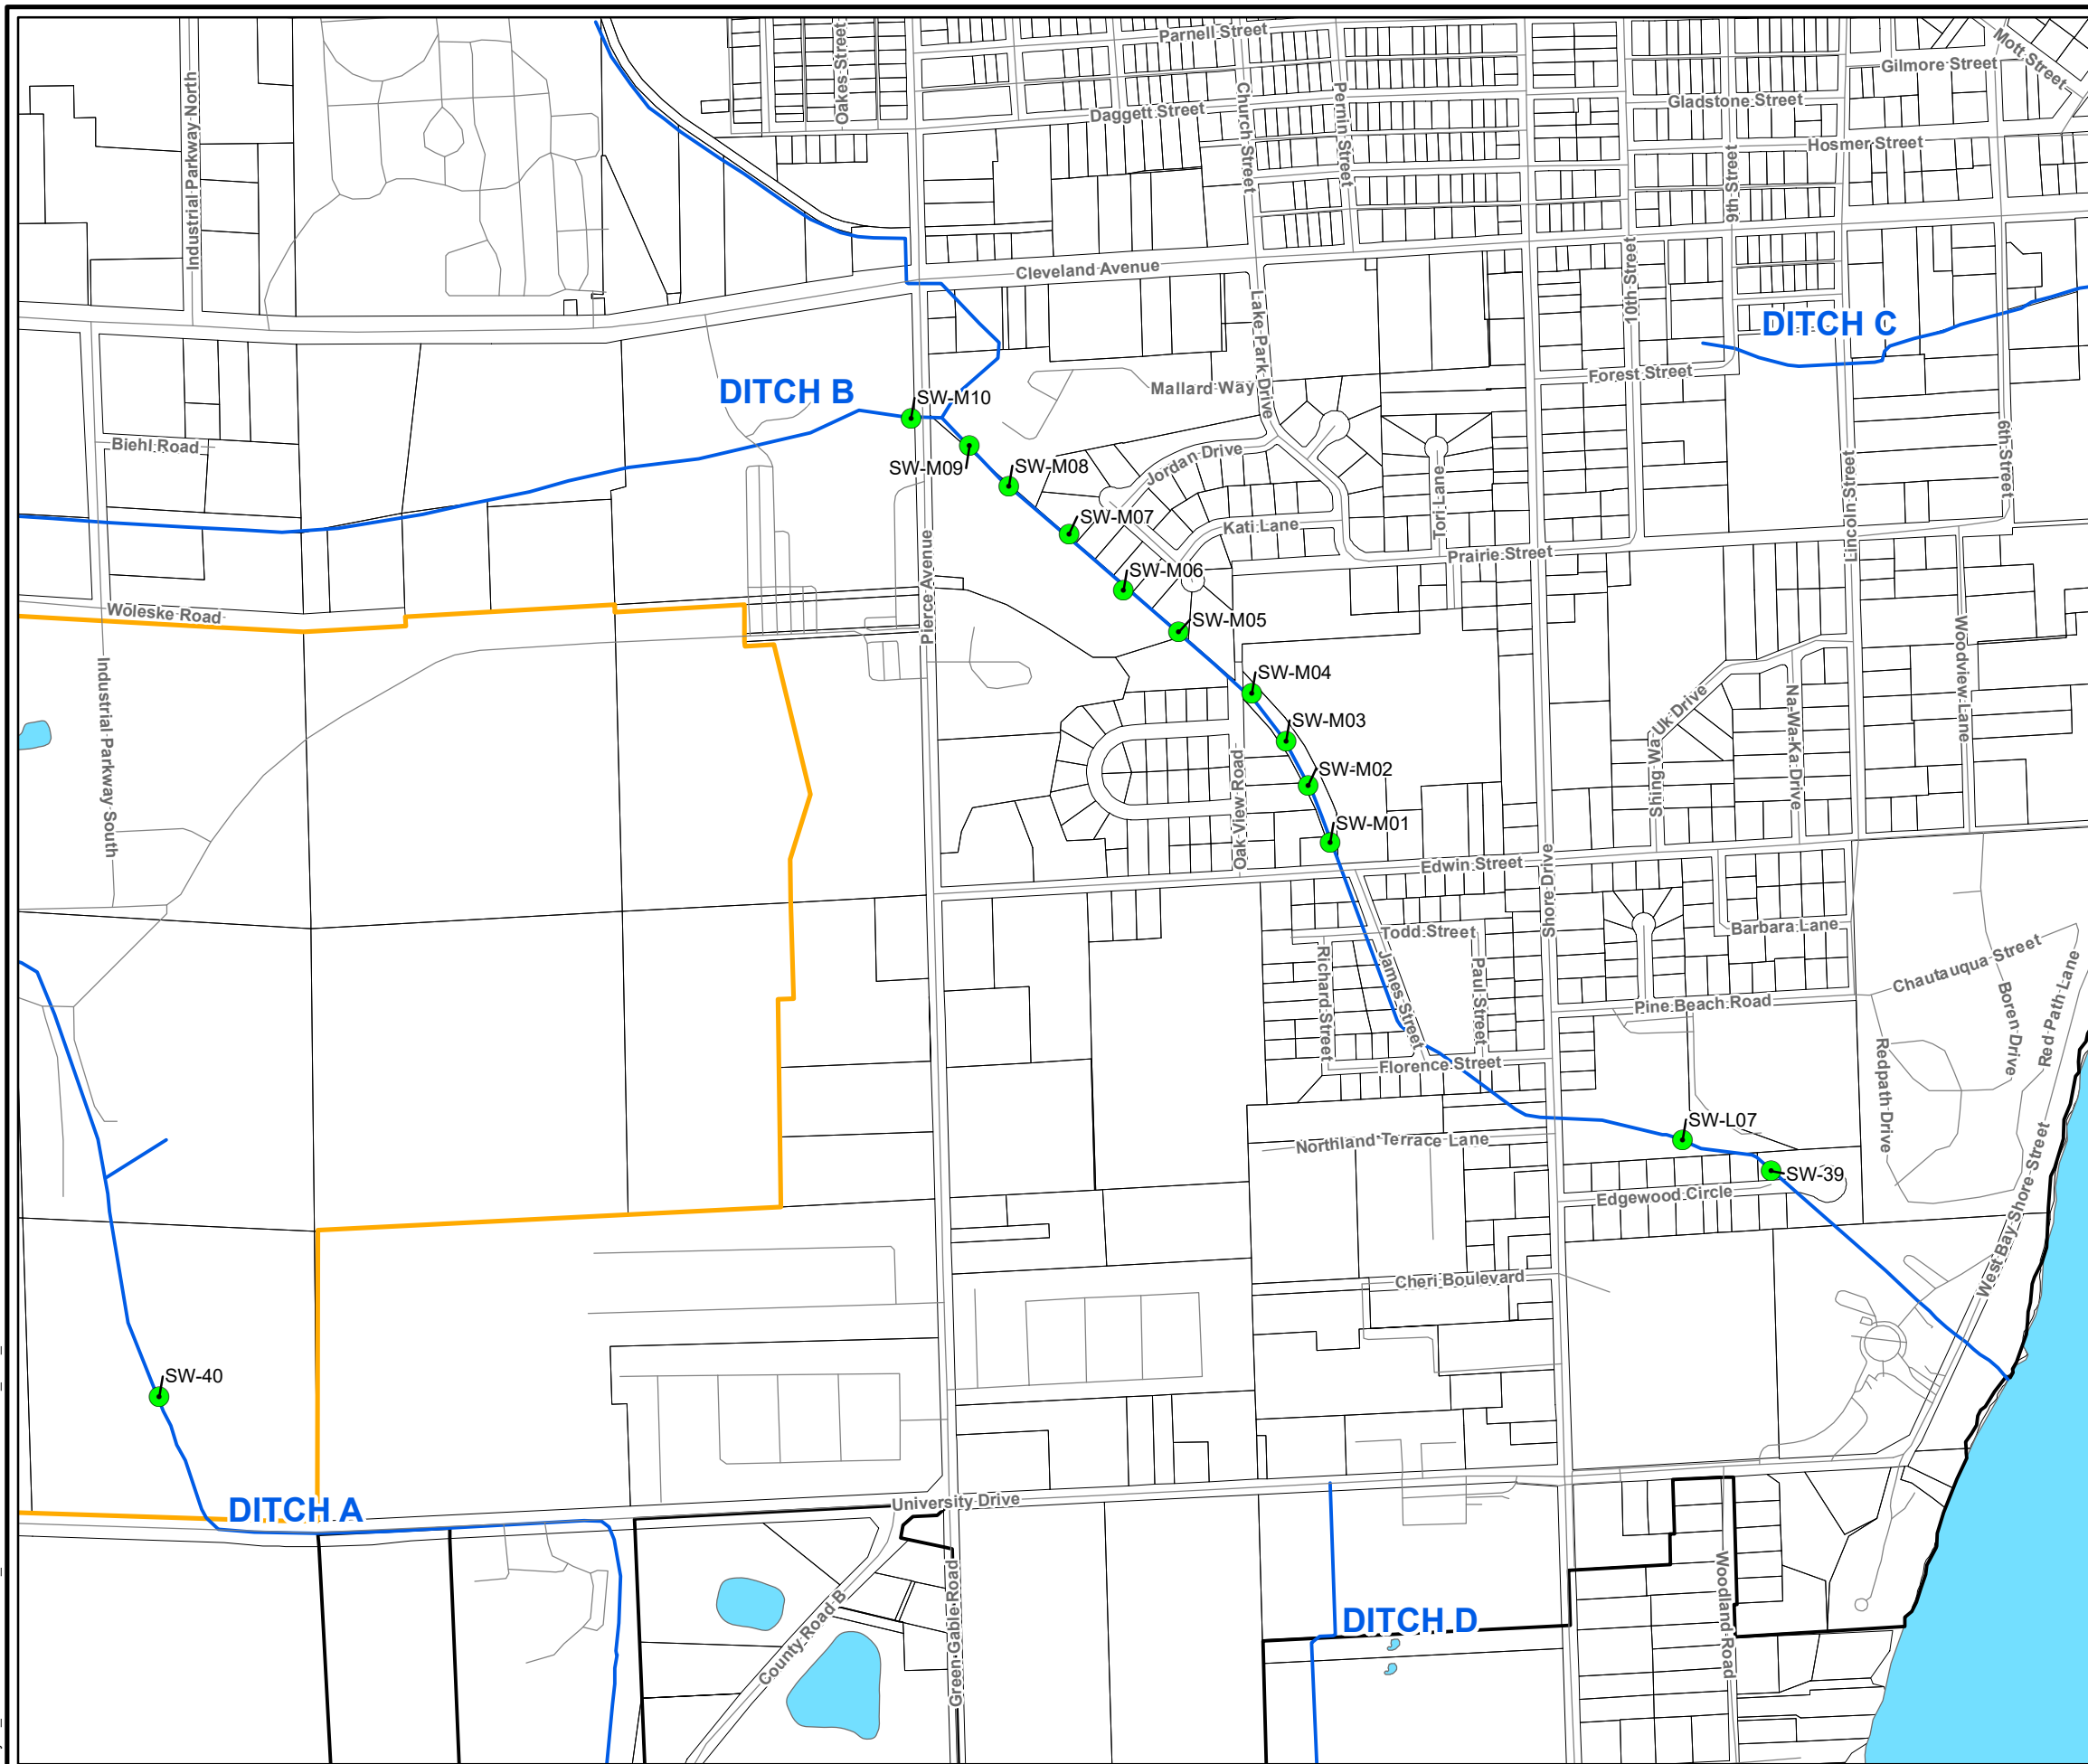 Parnell Street
Mott Street
Oakes Street
Gilmore Street
Industrial Parkway North
Church Street
Pernin Street
Gladstone Street
Daggett Street
Hosmer Street
9th Street
Cleveland Avenue
10th Street
Lake Park Drive
DITCH C
Forest Street
DITCH B
Mallard Way
SW-M10
Biehl Road
Jordan Drive
6th Street
SW-M09
SW-M08
Tori Lane
Lincoln Street
SW-M07
Kati Lane
Prairie Street
Pierce Avenue
SW-M06
Woleske Road
SW-M05
Woodview Lane
SW-M04
Shing Wa Uk Drive
Na-Wa-Ka Drive
SW-M03
Industrial Parkway South
SW-M02
Oak View Road
SW-M01
Edwin Street
Shore Drive
Todd Street
Barbara Lane
Richard Street
James Street
Paul Street
Chautauqua Street
Pine Beach Road
Boren Drive
Red Path Lane
Florence Street
Redpath Drive
SW-L07
Northland Terrace Lane
SW-39
Edgewood Circle
West Bay Shore Street
Cheri Boulevard
SW-40
DITCH A
University Drive
County Road B
Green Gable Road
DITCH D
Woodland Road